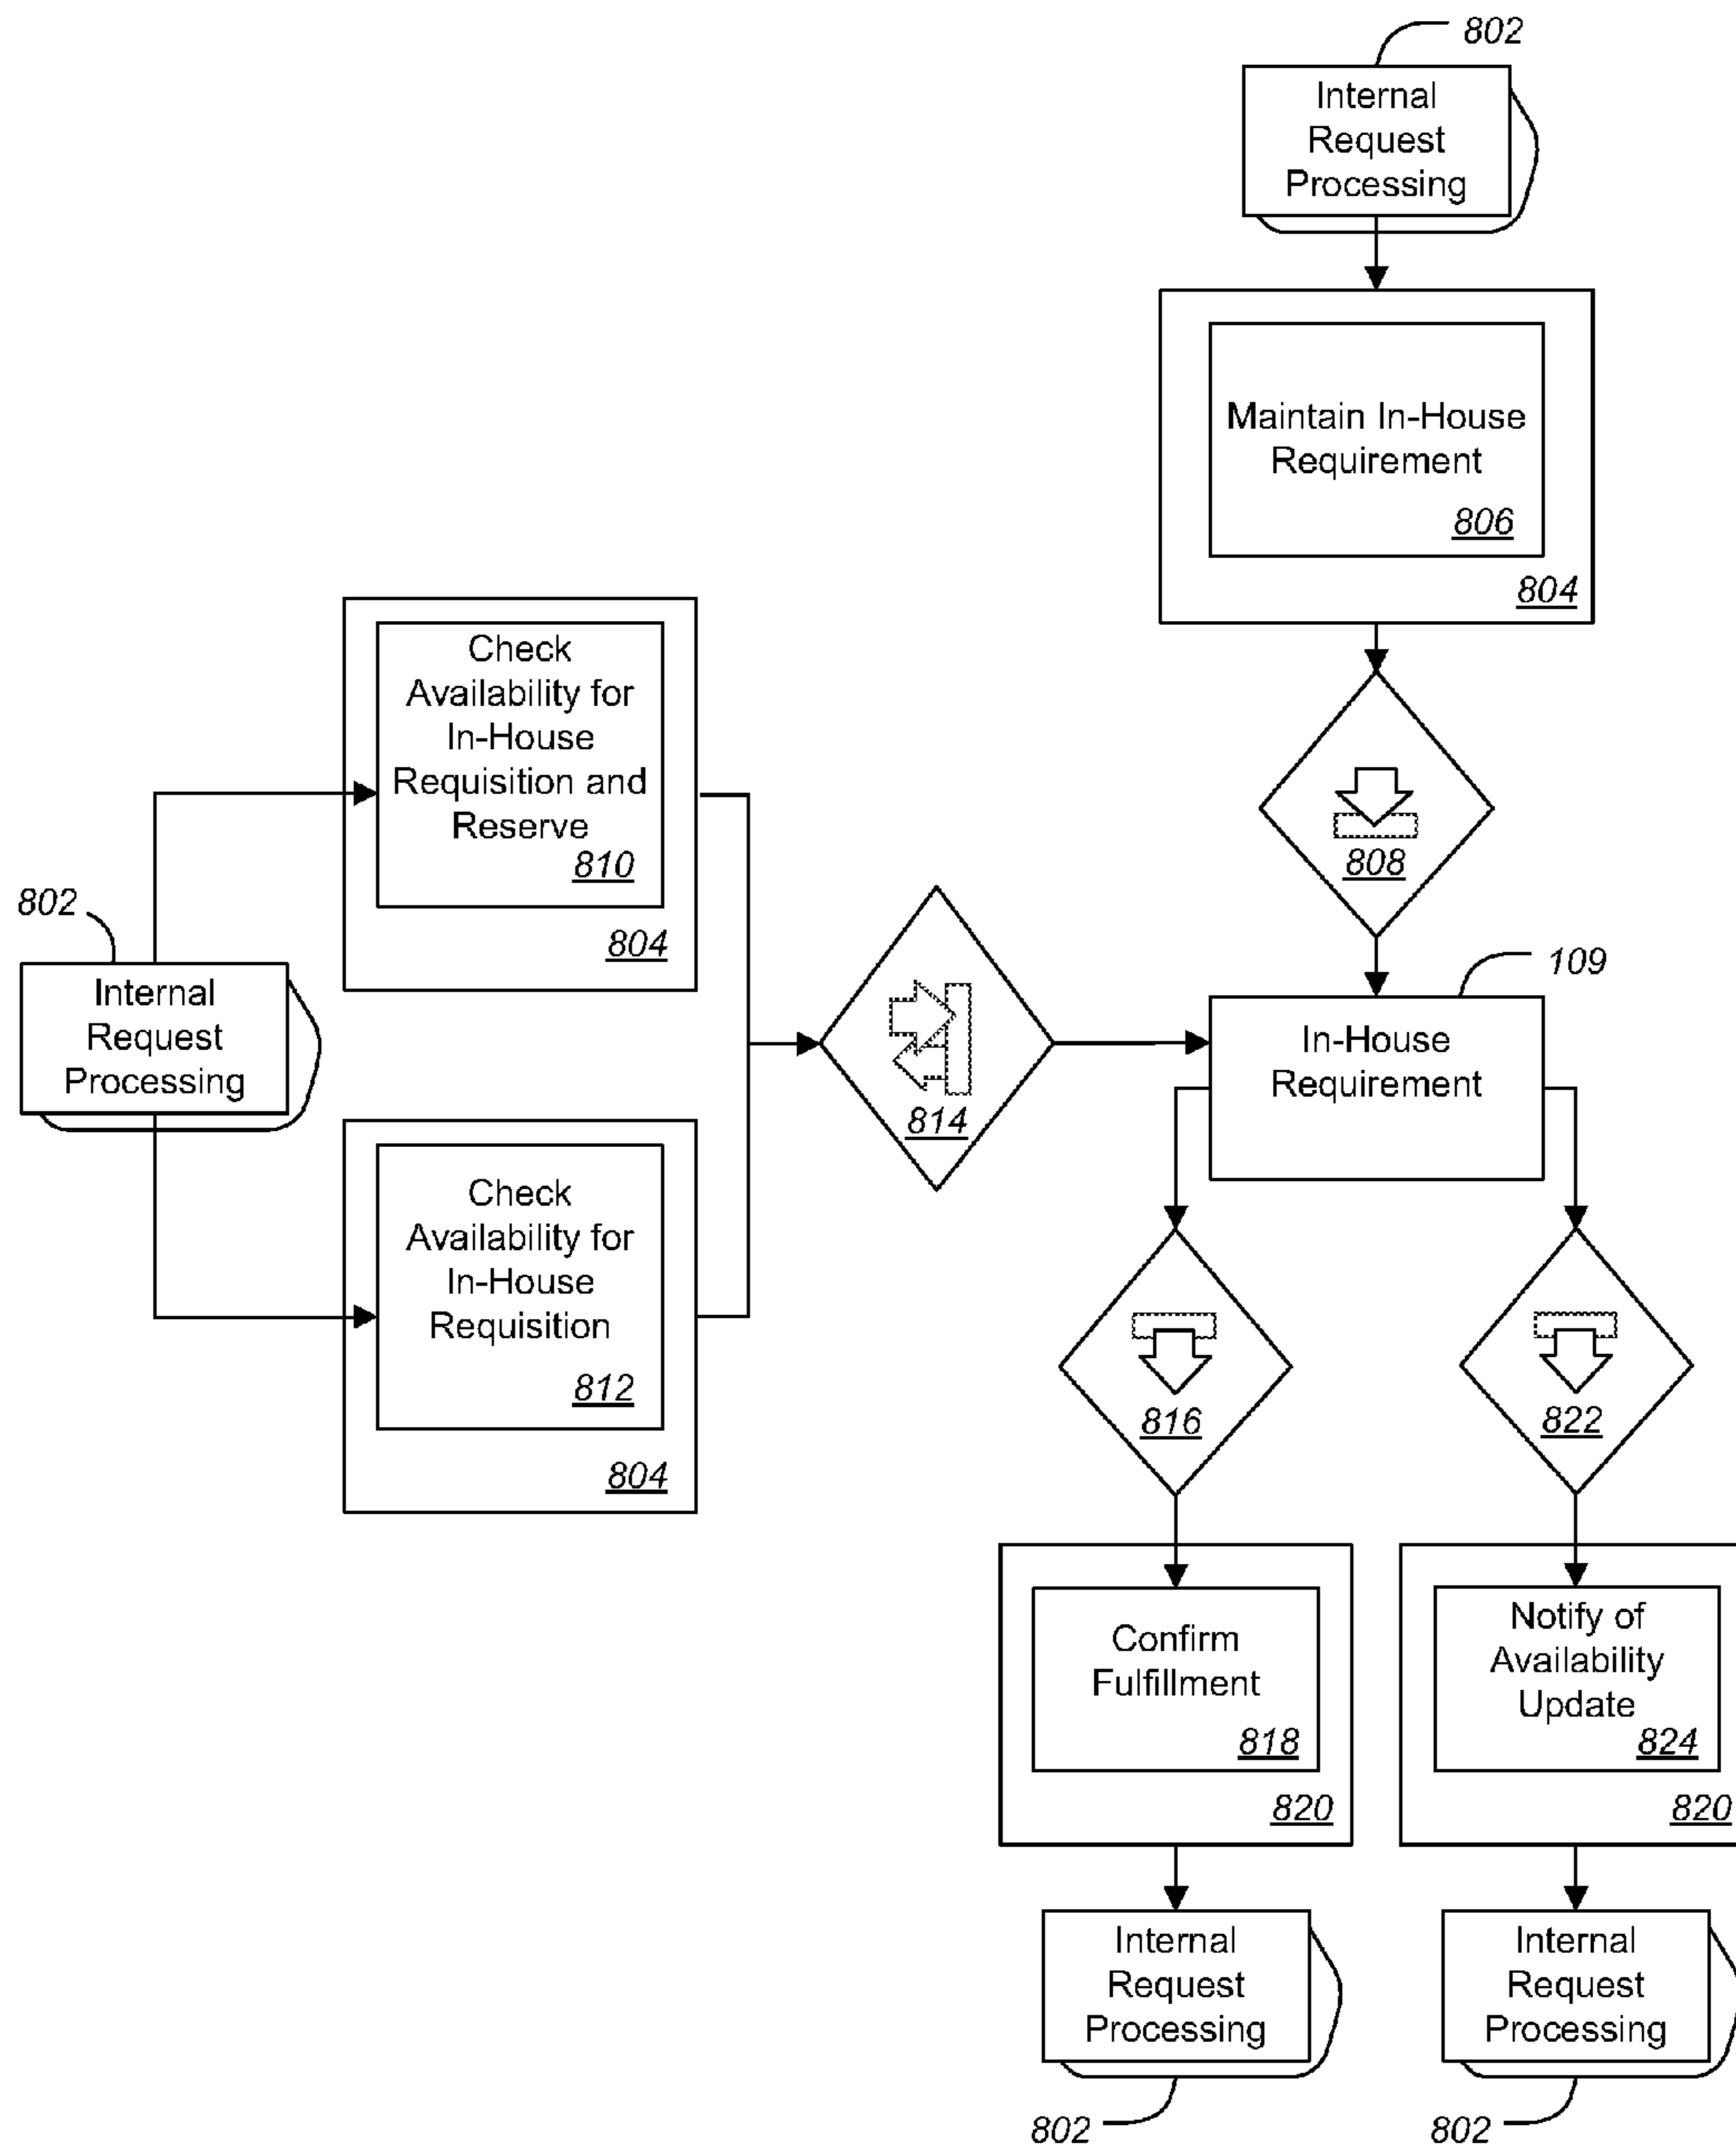 802
Internal
Request
Processing
Maintain In-House
Requirement
806
804
808
109
In-House
Requirement
802
Internal
Request
Processing
Check
Availability for
In-House
Requisition and
Reserve
810
804
Check
Availability for
In-House
Requisition
812
804
814
816
822
Confirm
Fulfillment
818
820
Notify of
Availability
Update
824
820
Internal
Request
Processing
802
Internal
Request
Processing
802